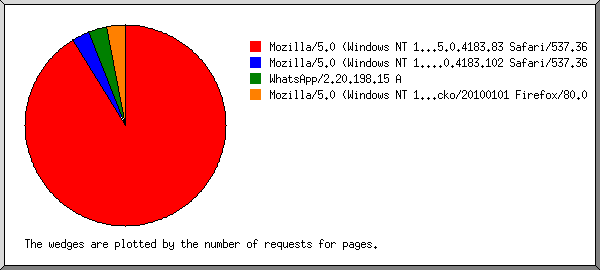 Mozilla/5.0 (Windows NT 1...5.0.4183.83 Safari/537.36
Mozilla/5.0 (Windows NT 1....0.4183.102 Safari/537.36
WhatsApp/2.20.198.15 A
Mozilla/5.0 (Windows NT 1...cko/20100101 Firefox/80.0
The wedges are plotted by the number of requests for pages.